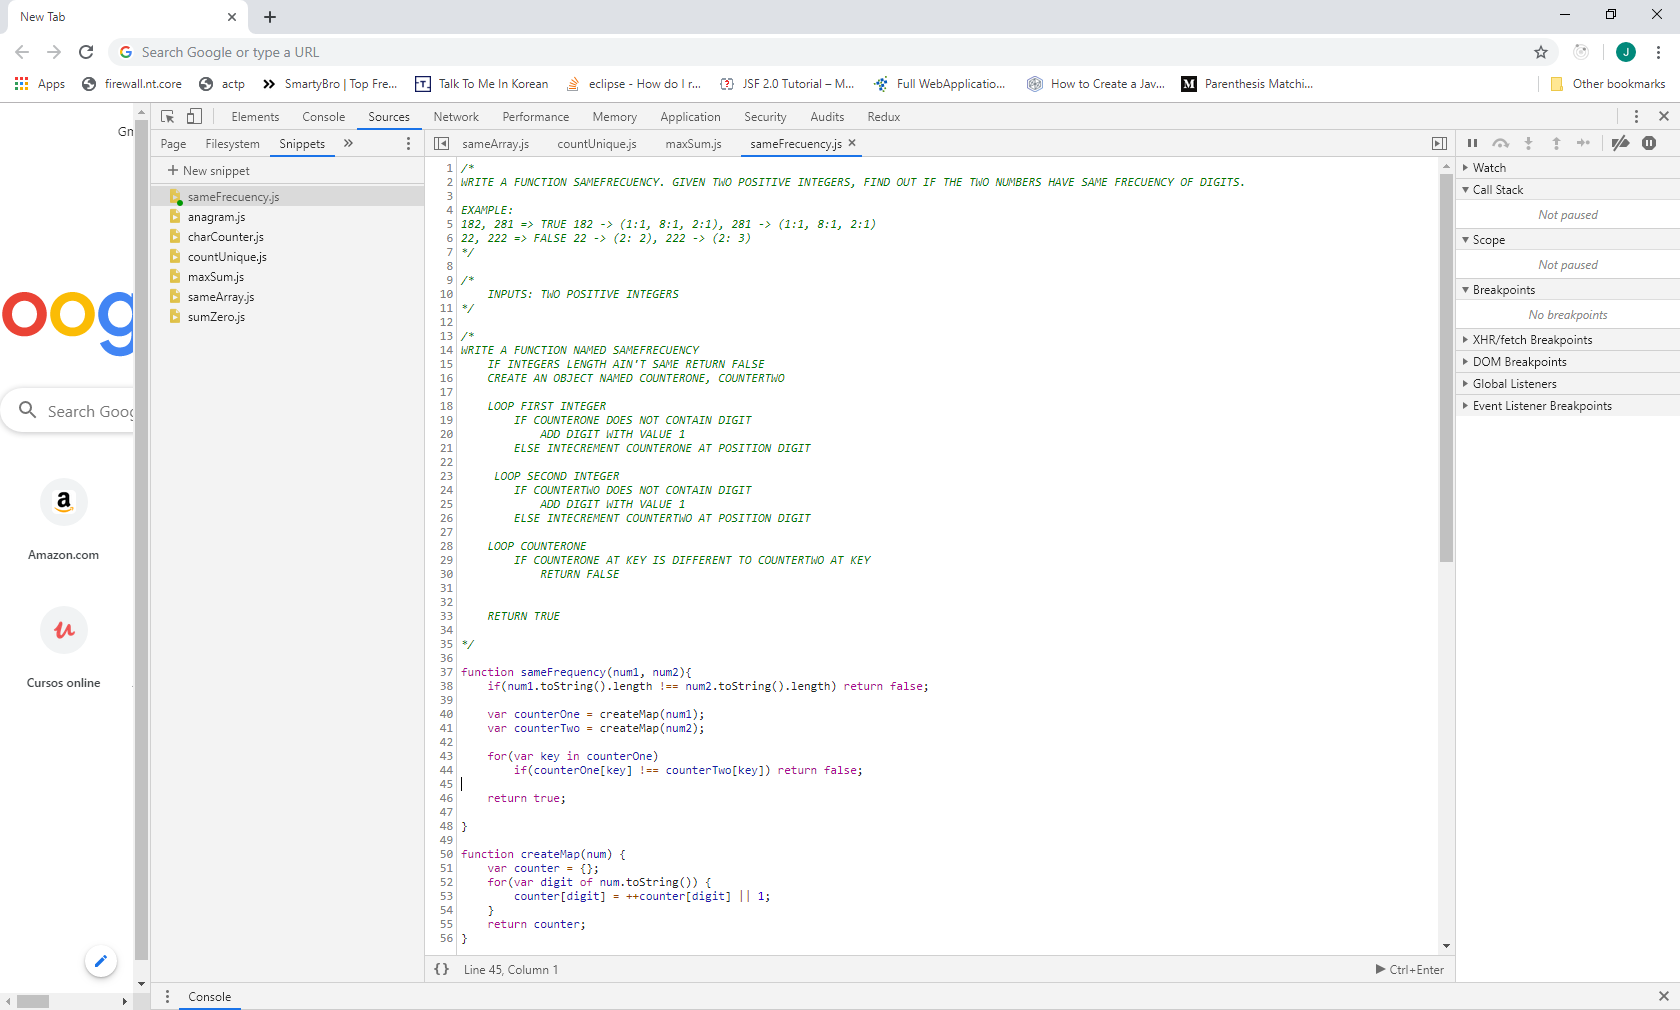 New Tab
Search Google or type a URL
J
Apps
firewall.nt.core
actp
SmartyBro | Top Fre...
Talk To Me In Korean
eclipse - How do I r...
JSF 2.0 Tutorial – M...
Full WebApplicatio...
How to Create a Jav...
Parenthesis Matchi...
Other bookmarks
Gn
oog
Search Goog
Amazon.com
Cursos online
Elements Console Sources Network Performance Memory Application Security Audits Redux
Page Filesystem Snippets
New snippet
sameFrecuency.js
anagram.js
charCounter.js
countUnique.js
maxSum.js
sameArray.js
sumZero.js
sameArray.js countUnique.js maxSum.js sameFrecuency.js
1 /*
2 WRITE A FUNCTION SAMEFRECUENCY. GIVEN TWO POSITIVE INTEGERS, FIND OUT IF THE TWO NUMBERS HAVE SAME FRECUENCY OF DIGITS.
3
4 EXAMPLE:
5 182, 281 => TRUE 182 -> (1:1, 8:1, 2:1), 281 -> (1:1, 8:1, 2:1)
6 22, 222 => FALSE 22 -> (2: 2), 222 -> (2: 3)
7 */
8
9 /*
10 INPUTS: TWO POSITIVE INTEGERS
11 */
12
13 /*
14 WRITE A FUNCTION NAMED SAMEFRECUENCY
15 IF INTEGERS LENGTH AIN'T SAME RETURN FALSE
16 CREATE AN OBJECT NAMED COUNTERONE, COUNTERTWO
17
18 LOOP FIRST INTEGER
19 IF COUNTERONE DOES NOT CONTAIN DIGIT
20 ADD DIGIT WITH VALUE 1
21 ELSE INTECREMENT COUNTERONE AT POSITION DIGIT
22
23 LOOP SECOND INTEGER
24 IF COUNTERTWO DOES NOT CONTAIN DIGIT
25 ADD DIGIT WITH VALUE 1
26 ELSE INTECREMENT COUNTERTWO AT POSITION DIGIT
27
28 LOOP COUNTERONE
29 IF COUNTERONE AT KEY IS DIFFERENT TO COUNTERTWO AT KEY
30 RETURN FALSE
31
32
33 RETURN TRUE
34
35 */
36
37 function sameFrequency(num1, num2){
38 if(num1.toString().length !== num2.toString().length) return false;
39
40 var counterOne = createMap(num1);
41 var counterTwo = createMap(num2);
42
43 for(var key in counterOne)
44 if(counterOne[key] !== counterTwo[key]) return false;
45
46 return true;
47
48 }
49
50 function createMap(num) {
51 var counter = {};
52 for(var digit of num.toString()) {
53 counter[digit] = ++counter[digit] || 1;
54 }
55 return counter;
56 }
{} Line 45, Column 1
Ctrl+Enter
Watch
Call Stack
Not paused
Scope
Not paused
Breakpoints
No breakpoints
XHR/fetch Breakpoints
DOM Breakpoints
Global Listeners
Event Listener Breakpoints
Console